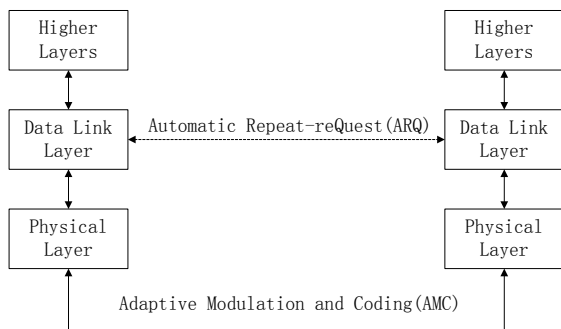 Higher
Layers
Higher
Layers
Data Link
Layer
Automatic Repeat-reQuest(ARQ)
Data Link
Layer
Physical
Layer
Physical
Layer
Adaptive Modulation and Coding(AMC)